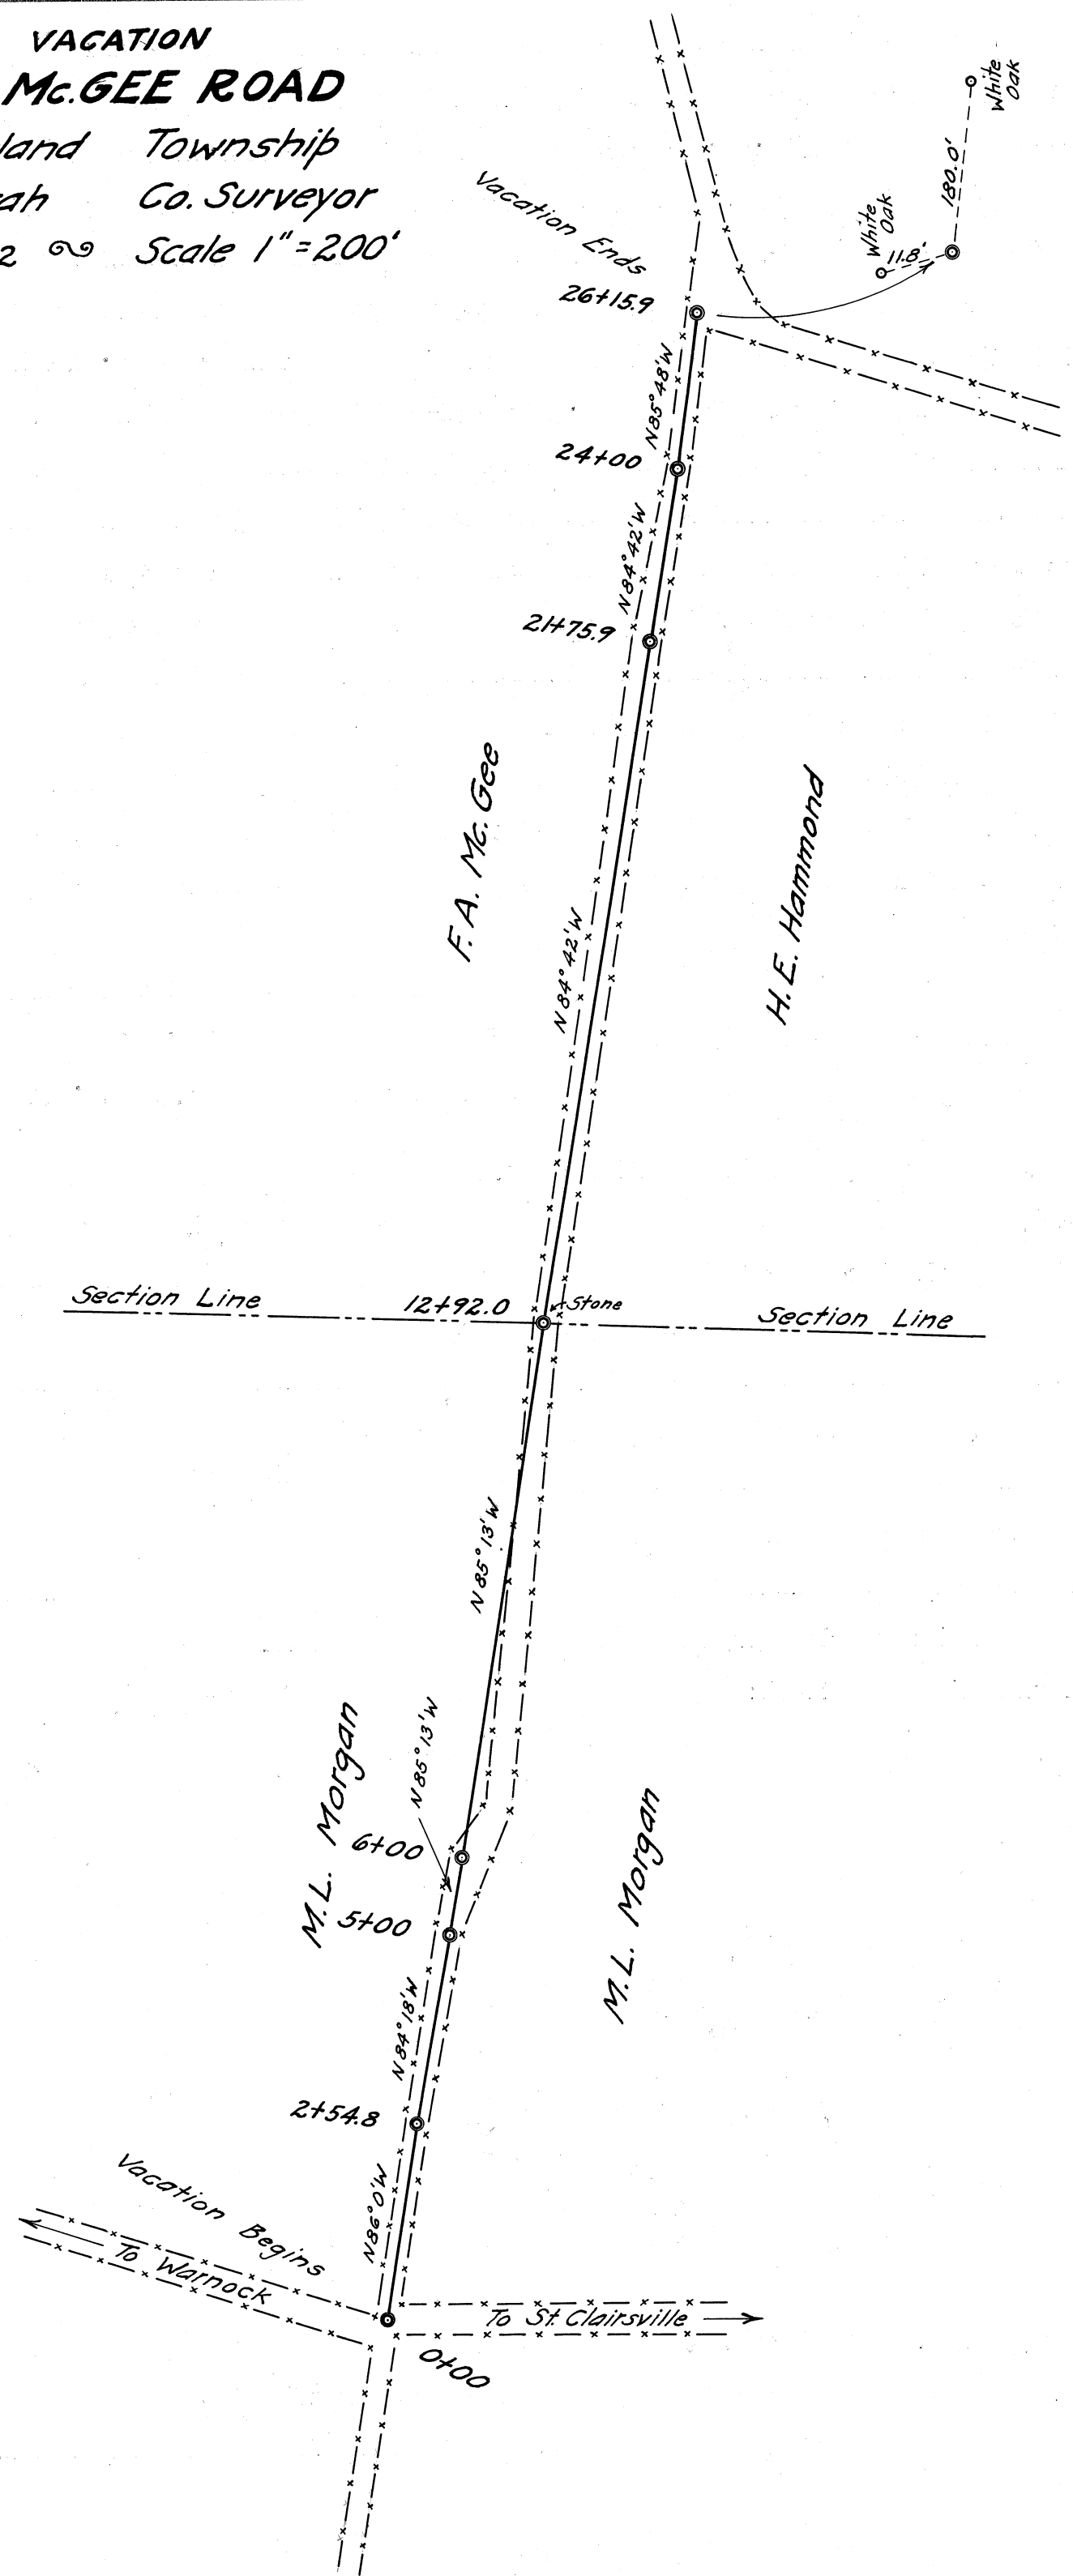 VACATION
Mc.GEE ROAD
land Township
ah Co. Surveyor
2 Scale 1"=200'
White Oak
180.0'
White Oak
11.8'
Vacation Ends
26+15.9
N85°48'W
24+00
N84°42'W
21+75.9
F.A. Mc.Gee
H.E. Hammond
N84°42'W
Section Line
12+92.0
Stone
Section Line
N85°13'W
N85°13'W
M.L. Morgan
M.L. Morgan
6+00
5+00
N84°18'W
2+54.8
N86°0'W
Vacation Begins
To Warnock
To St. Clairsville
0+00